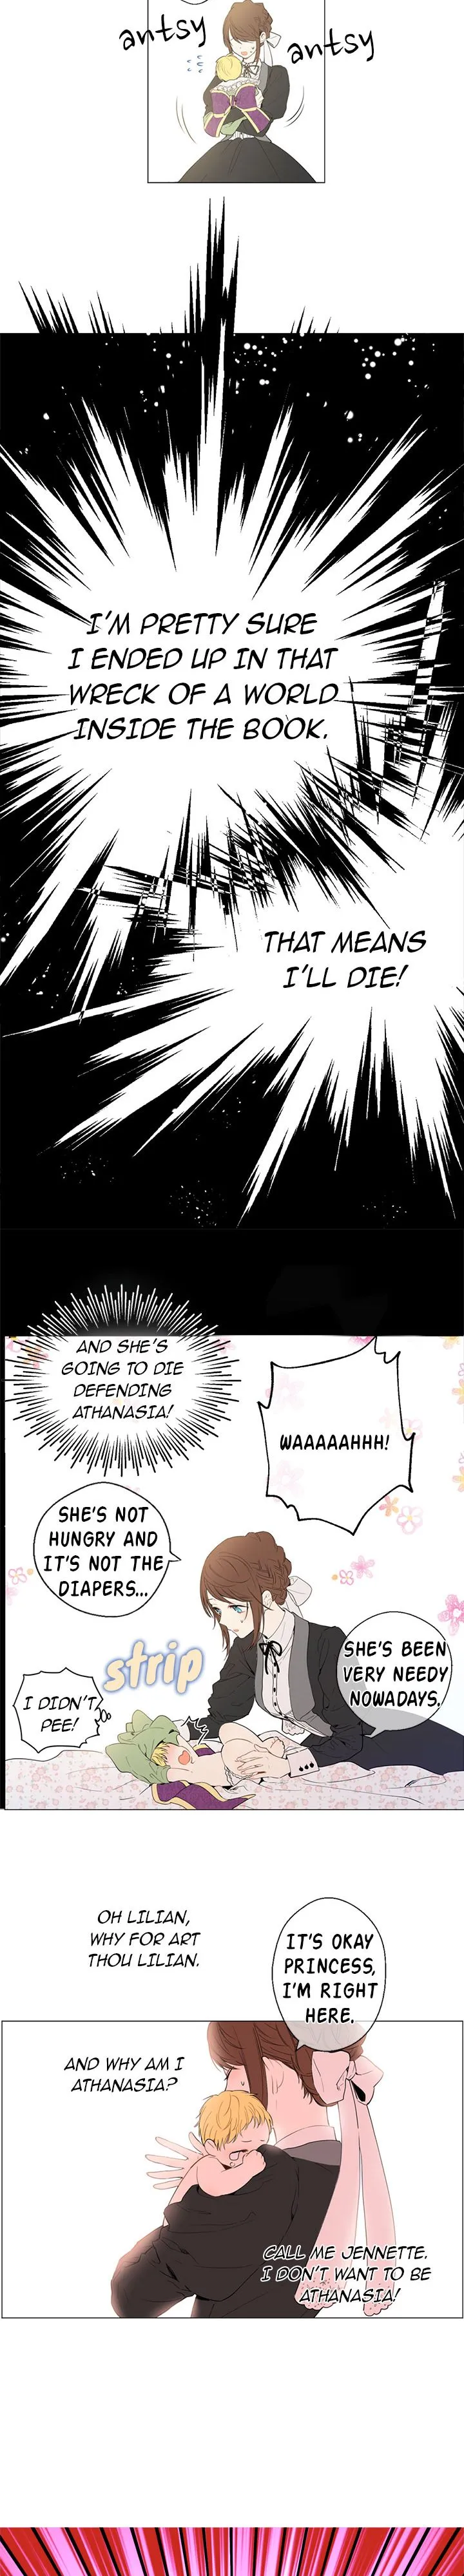 antsy
antsy
I'M PRETTY SURE
I ENDED UP IN THAT
WRECK OF A WORLD
INSIDE THE BOOK.
THAT MEANS
I'LL DIE!
AND SHE'S
GOING TO DIE
DEFENDING
ATHANASIA!
WAAAAAHHH!
SHE'S NOT
HUNGRY AND
IT'S NOT THE
DIAPERS...
strip
SHE'S BEEN
VERY NEEDY
NOWADAYS.
I DIDN'T
PEE!
OH LILIAN,
WHY FOR ART
THOU LILIAN.
IT'S OKAY
PRINCESS,
I'M RIGHT
HERE.
AND WHY AM I
ATHANASIA?
CALL ME JENNETTE.
I DON'T WANT TO BE
ATHANASIA!